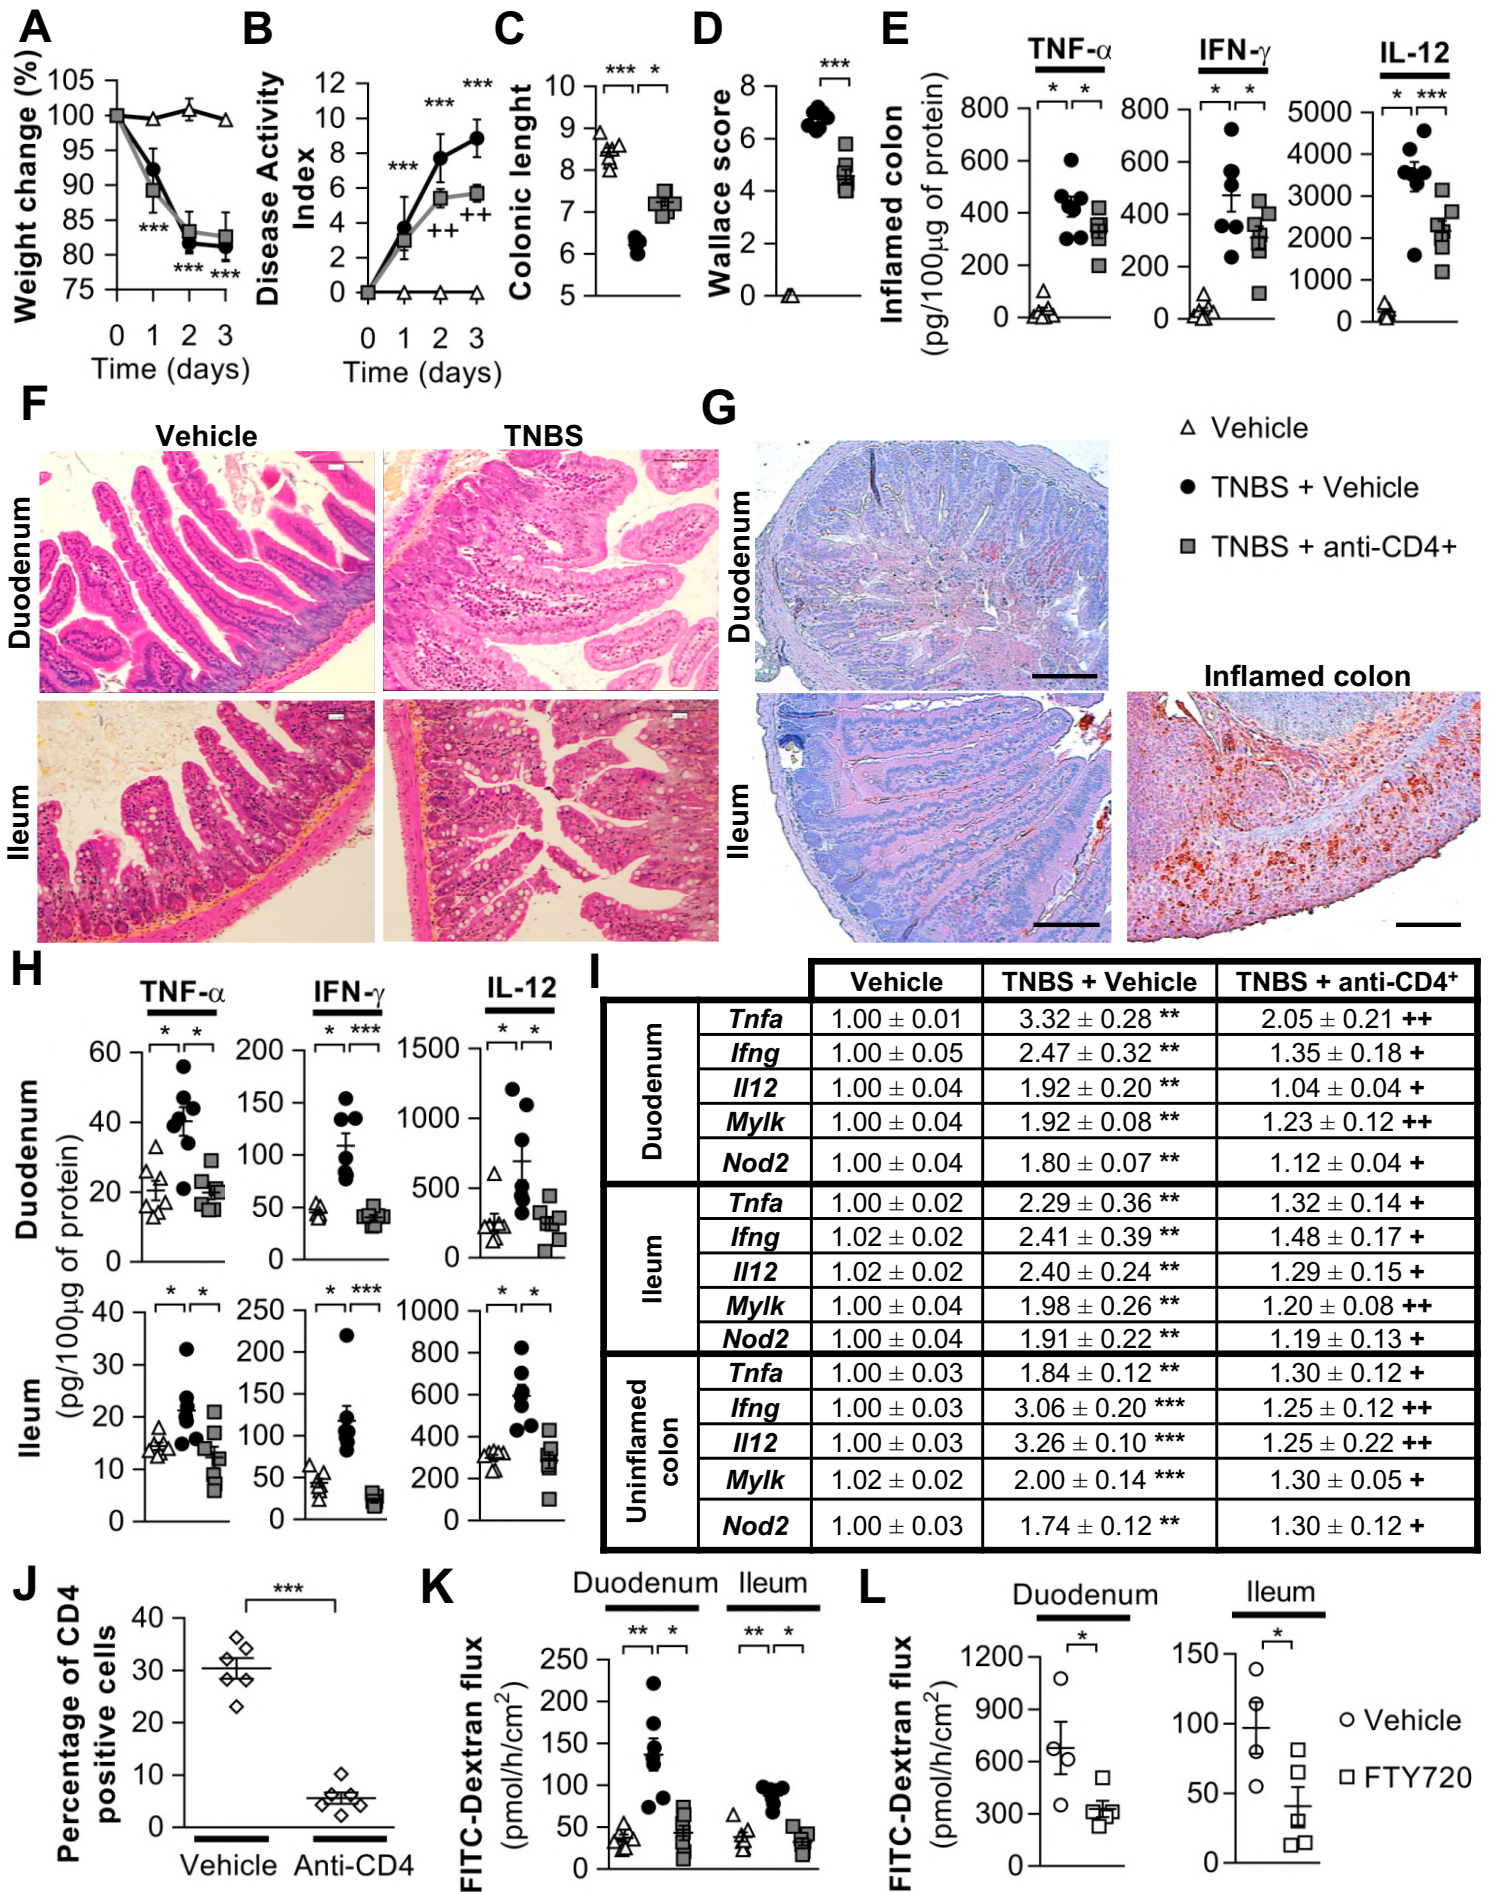 A
Weight change (%)
105
100
95
90
85
80
75
***
***
***
0 1 2 3
Time (days)
B
Disease Activity
Index
12
10
8
6
4
2
0
***
***
***
++
++
0 1 2 3
Time (days)
C
Colonic lenght
10
9
8
7
6
5
*** *
D
Wallace score
8
6
4
2
0
***
E
Inflamed colon
(pg/100µg of protein)
TNF-α
* *
800
600
400
200
0
IFN-γ
* *
800
600
400
200
0
IL-12
* ***
5000
4000
3000
2000
1000
0
F
Vehicle TNBS
Duodenum
Ileum
G
Duodenum
Ileum
Inflamed colon
Vehicle
TNBS + Vehicle
TNBS + anti-CD4+
H
Duodenum
Ileum
(pg/100µg of protein)
TNF-α IFN-γ IL-12
* *
60
40
20
0
* ***
200
150
100
50
0
* *
1500
1000
500
0
* *
40
30
20
10
0
* ***
250
200
150
100
50
0
* *
1000
800
600
400
200
0
I
Vehicle TNBS + Vehicle TNBS + anti-CD4+
Duodenum
Tnfa 1.00 ± 0.01 3.32 ± 0.28 ** 2.05 ± 0.21 ++
Ifng 1.00 ± 0.05 2.47 ± 0.32 ** 1.35 ± 0.18 +
Il12 1.00 ± 0.04 1.92 ± 0.20 ** 1.04 ± 0.04 +
Mylk 1.00 ± 0.04 1.92 ± 0.08 ** 1.23 ± 0.12 ++
Nod2 1.00 ± 0.04 1.80 ± 0.07 ** 1.12 ± 0.04 +
Ileum
Tnfa 1.00 ± 0.02 2.29 ± 0.36 ** 1.32 ± 0.14 +
Ifng 1.02 ± 0.02 2.41 ± 0.39 ** 1.48 ± 0.17 +
Il12 1.02 ± 0.02 2.40 ± 0.24 ** 1.29 ± 0.15 +
Mylk 1.00 ± 0.04 1.98 ± 0.26 ** 1.20 ± 0.08 ++
Nod2 1.00 ± 0.04 1.91 ± 0.22 ** 1.19 ± 0.13 +
Uninflamed
colon
Tnfa 1.00 ± 0.03 1.84 ± 0.12 ** 1.30 ± 0.12 +
Ifng 1.00 ± 0.03 3.06 ± 0.20 *** 1.25 ± 0.12 ++
Il12 1.00 ± 0.03 3.26 ± 0.10 *** 1.25 ± 0.22 ++
Mylk 1.02 ± 0.02 2.00 ± 0.14 *** 1.30 ± 0.05 +
Nod2 1.00 ± 0.03 1.74 ± 0.12 ** 1.30 ± 0.12 +
J
Percentage of CD4
positive cells
***
40
30
20
10
0
Vehicle Anti-CD4
K
FITC-Dextran flux
(pmol/h/cm²)
Duodenum Ileum
** * ** *
250
200
150
100
50
0
L
FITC-Dextran flux
(pmol/h/cm²)
Duodenum
*
1200
900
600
300
0
Ileum
*
150
100
50
0
Vehicle
FTY720